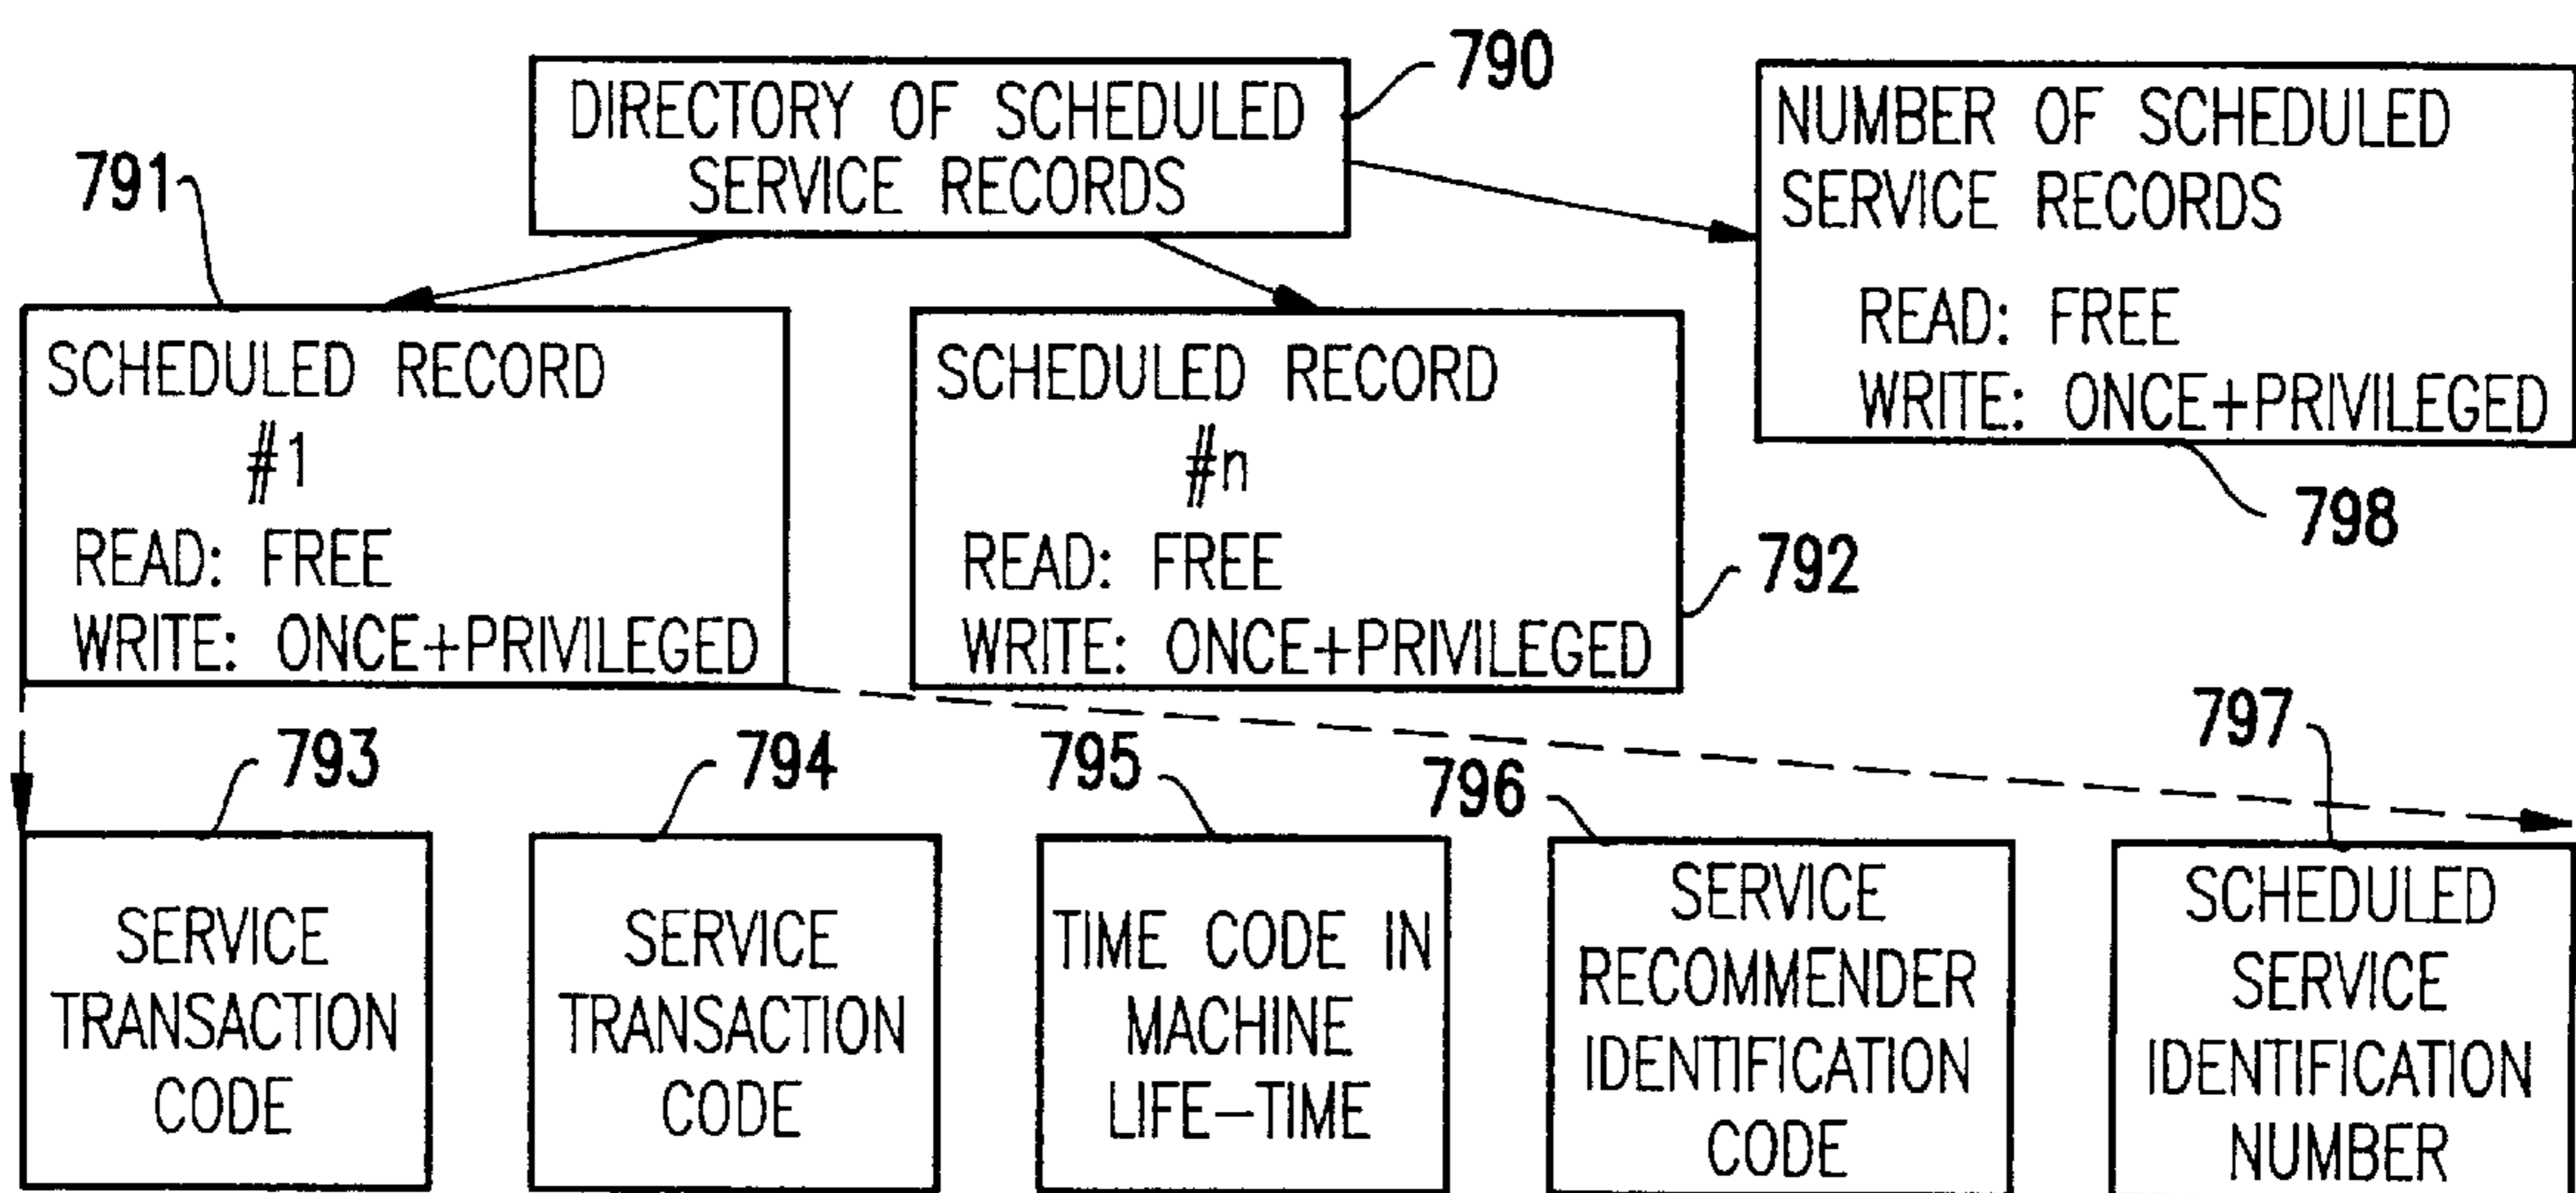 790
DIRECTORY OF SCHEDULED
SERVICE RECORDS
NUMBER OF SCHEDULED
SERVICE RECORDS
READ: FREE
WRITE: ONCE+PRIVILEGED
798
791
SCHEDULED RECORD
#1
READ: FREE
WRITE: ONCE+PRIVILEGED
SCHEDULED RECORD
#n
READ: FREE
WRITE: ONCE+PRIVILEGED
792
793
SERVICE
TRANSACTION
CODE
794
SERVICE
TRANSACTION
CODE
795
TIME CODE IN
MACHINE
LIFE-TIME
796
SERVICE
RECOMMENDER
IDENTIFICATION
CODE
797
SCHEDULED
SERVICE
IDENTIFICATION
NUMBER